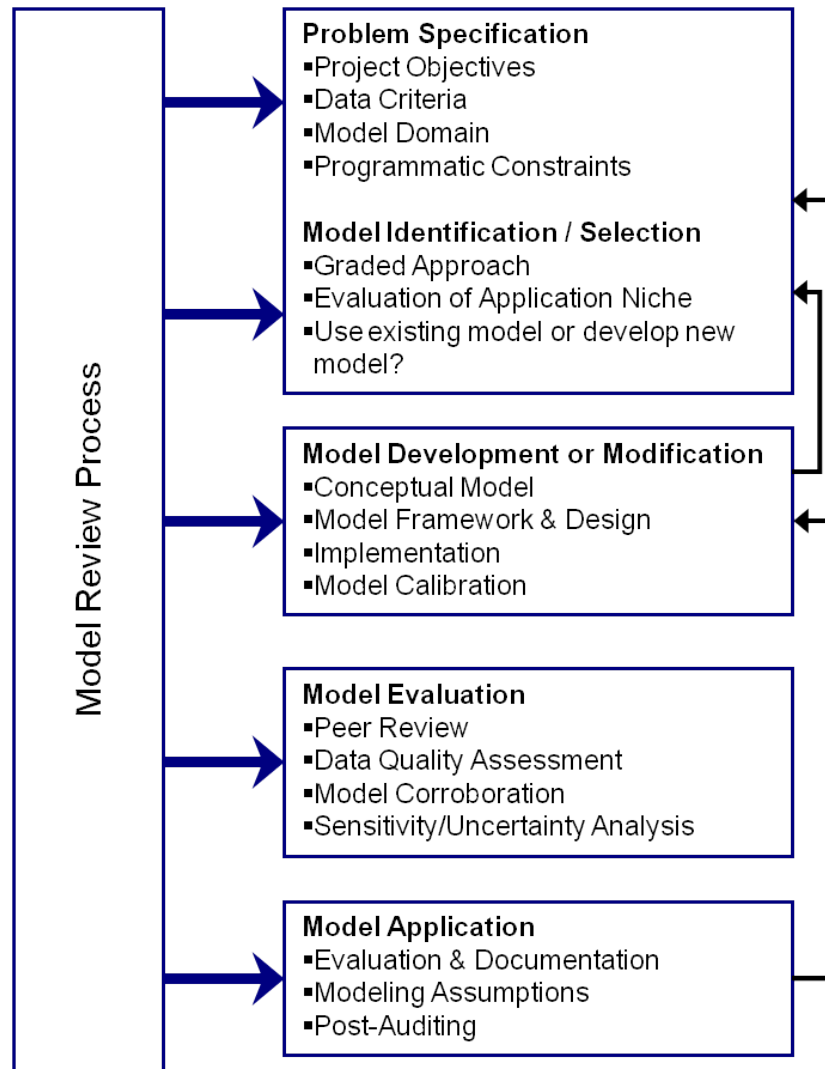 Model Review Process
Problem Specification
▪Project Objectives
▪Data Criteria
▪Model Domain
▪Programmatic Constraints
Model Identification / Selection
▪Graded Approach
▪Evaluation of Application Niche
▪Use existing model or develop new
model?
Model Development or Modification
▪Conceptual Model
▪Model Framework & Design
▪Implementation
▪Model Calibration
Model Evaluation
▪Peer Review
▪Data Quality Assessment
▪Model Corroboration
▪Sensitivity/Uncertainty Analysis
Model Application
▪Evaluation & Documentation
▪Modeling Assumptions
▪Post-Auditing